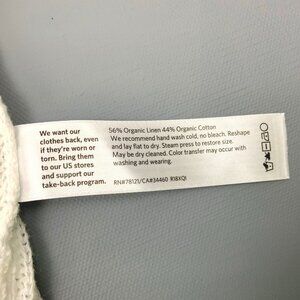 We want our
clothes back, even
if they're worn or
torn. Bring them
to our US stores
and support our
take-back program.
56% Organic Linen 44% Organic Cotton
We recommend hand wash cold, no bleach. Reshape
and lay flat to dry. Steam press to restore size.
May be dry cleaned. Color transfer may occur with
washing and wearing.
RN#78121/CA#34460 R18XQ1